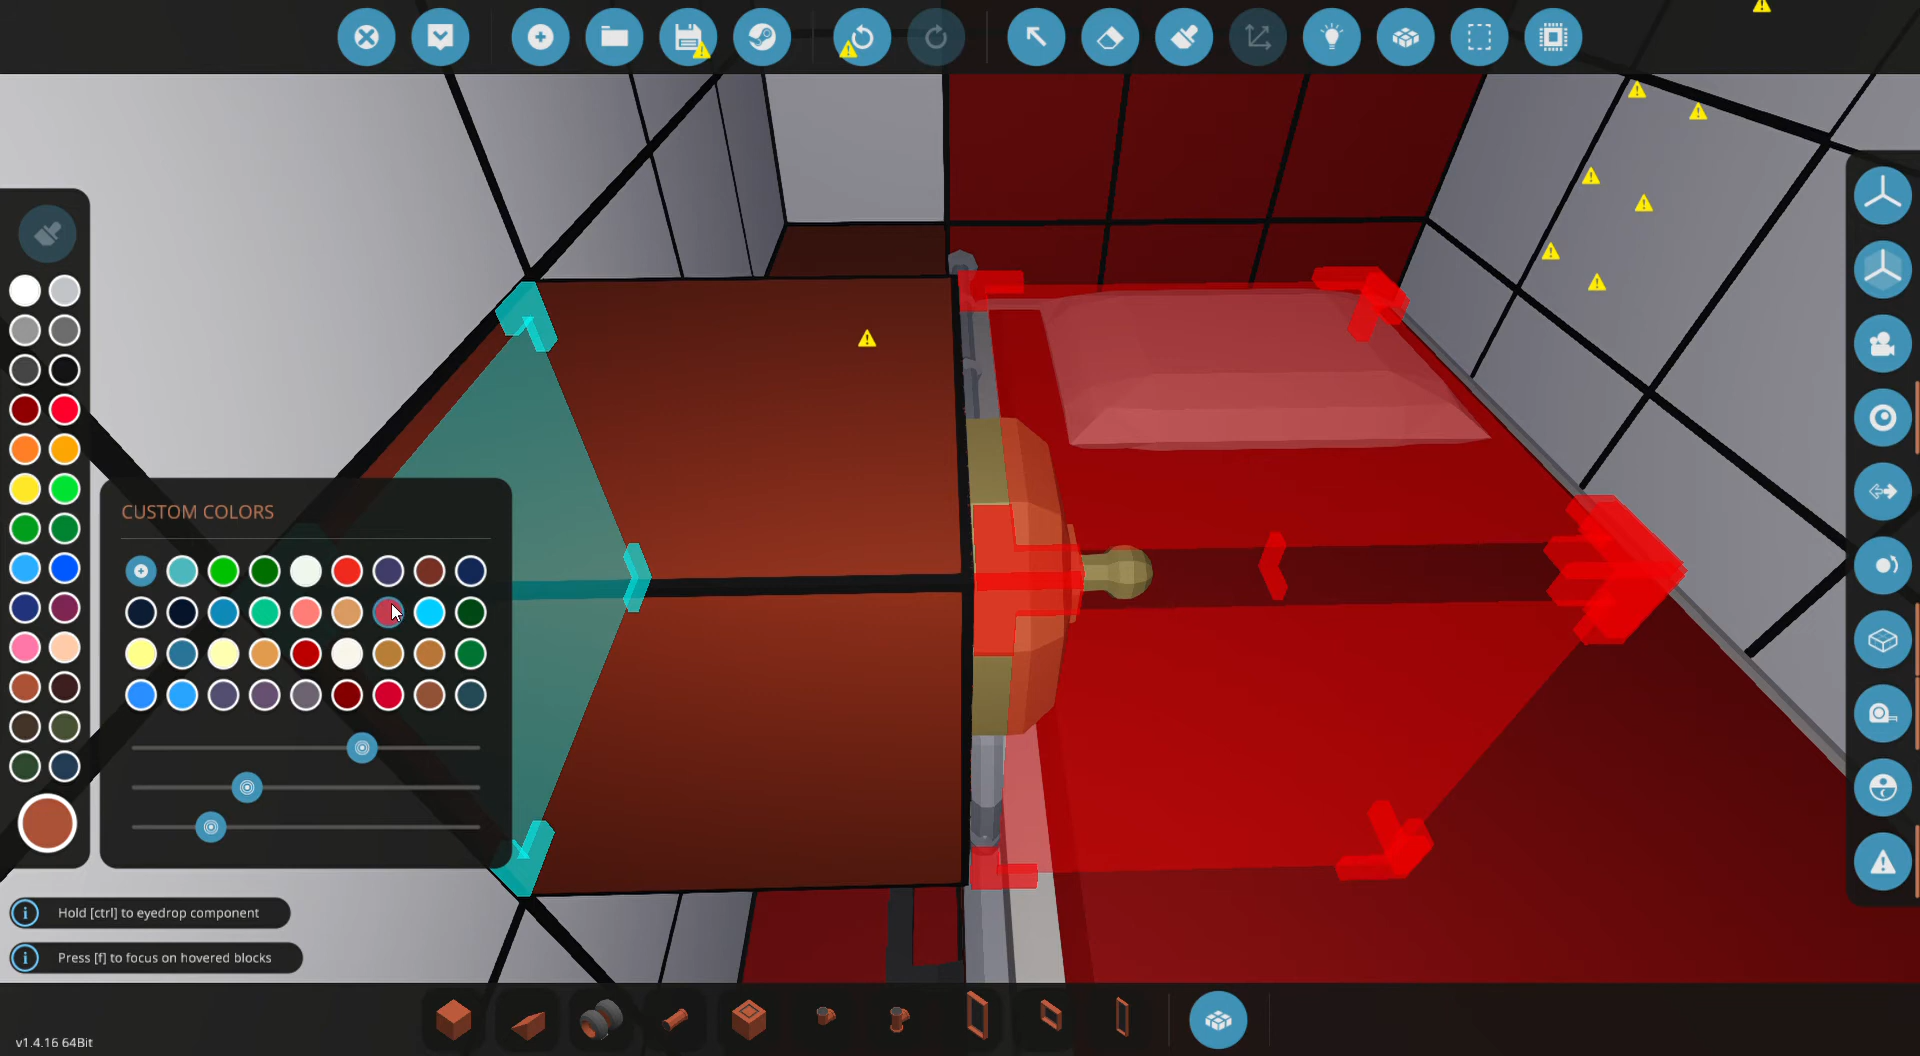 CUSTOM COLORS
Hold [ctrl] to eyedrop component
Press [f] to focus on hovered blocks
v1.4.16 64Bit